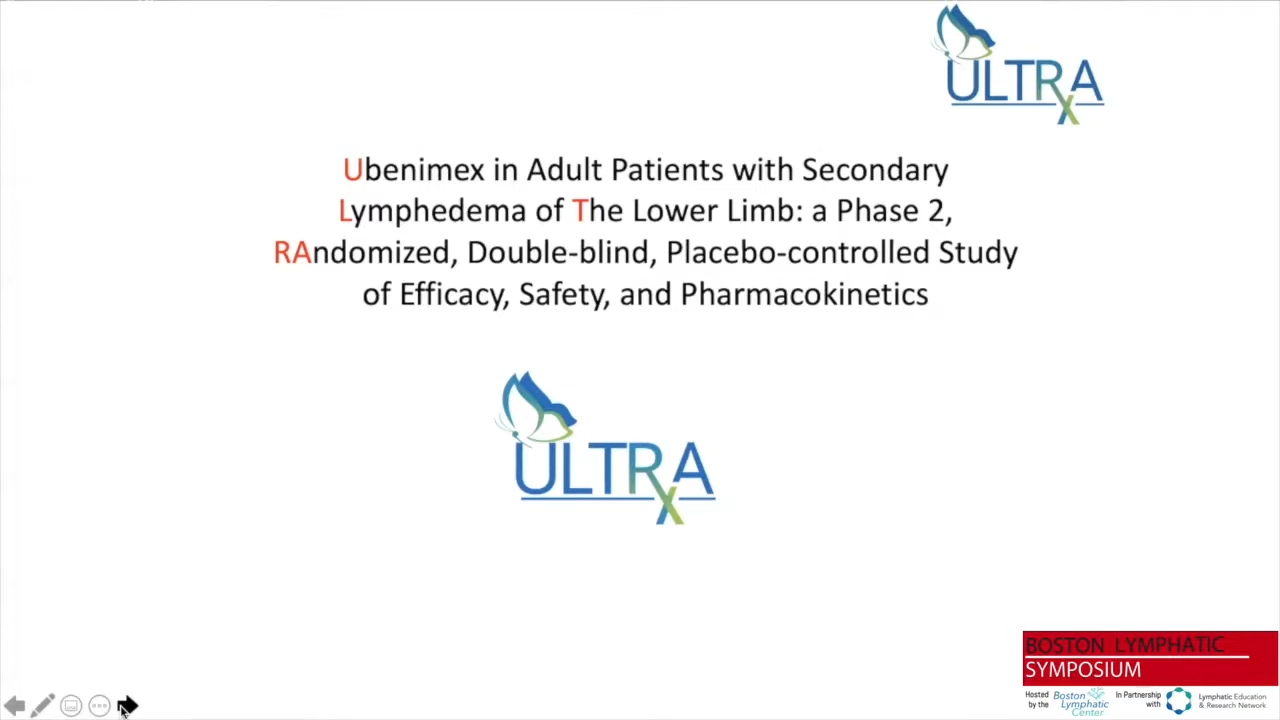 ULTRA
x
Ubenimex in Adult Patients with Secondary
Lymphedema of The Lower Limb: a Phase 2,
RAndomized, Double-blind, Placebo-controlled Study
of Efficacy, Safety, and Pharmacokinetics
ULTRA
x
BOSTON LYMPHATIC
SYMPOSIUM
Hosted
by the
Boston
Lymphatic
Center
In Partnership
with
Lymphatic Education
& Research Network